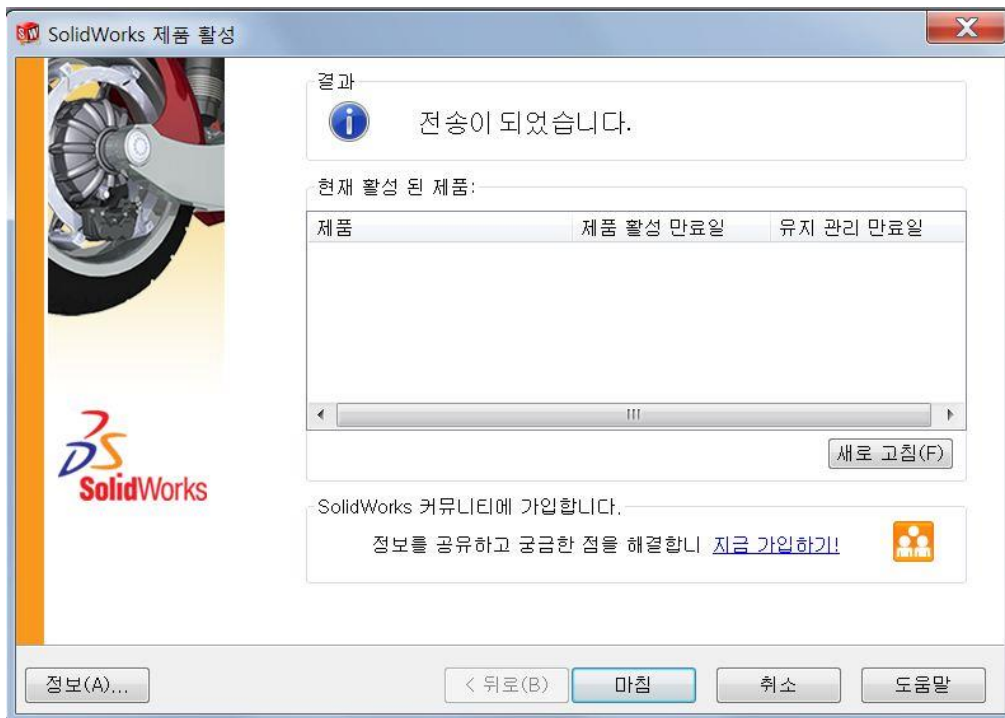 SolidWorks 제품 활성
결과
전송이 되었습니다.
현재 활성 된 제품:
제품 제품 활성 만료일 유지 관리 만료일
새로 고침(F)
SolidWorks
SolidWorks 커뮤니티에 가입합니다.
정보를 공유하고 궁금한 점을 해결합니 지금 가입하기!
정보(A)... < 뒤로(B) 마침 취소 도움말